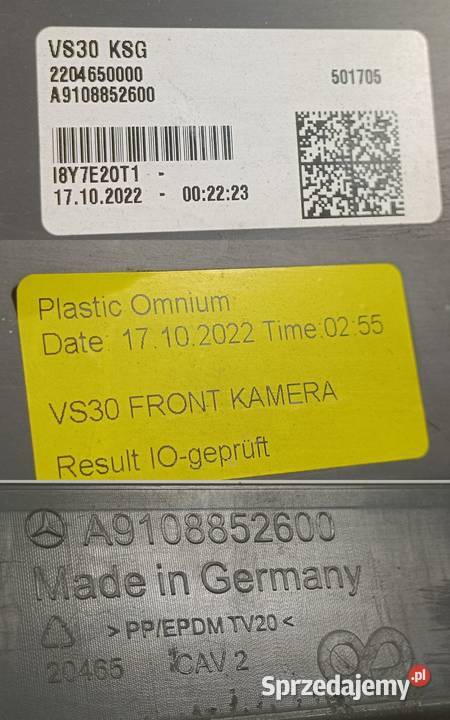 VS30 KSG
2204650000
501705
A9108852600
I8Y7E20T1 -
17.10.2022 - 00:22:23
Plastic Omnium
Date: 17.10.2022 Time:02:55
VS30 FRONT KAMERA
Result IO-geprüft
A9108852600
Made in Germany
>PP/EPDM TV20<
20465 CAV 2
Sprzedajemy.pl